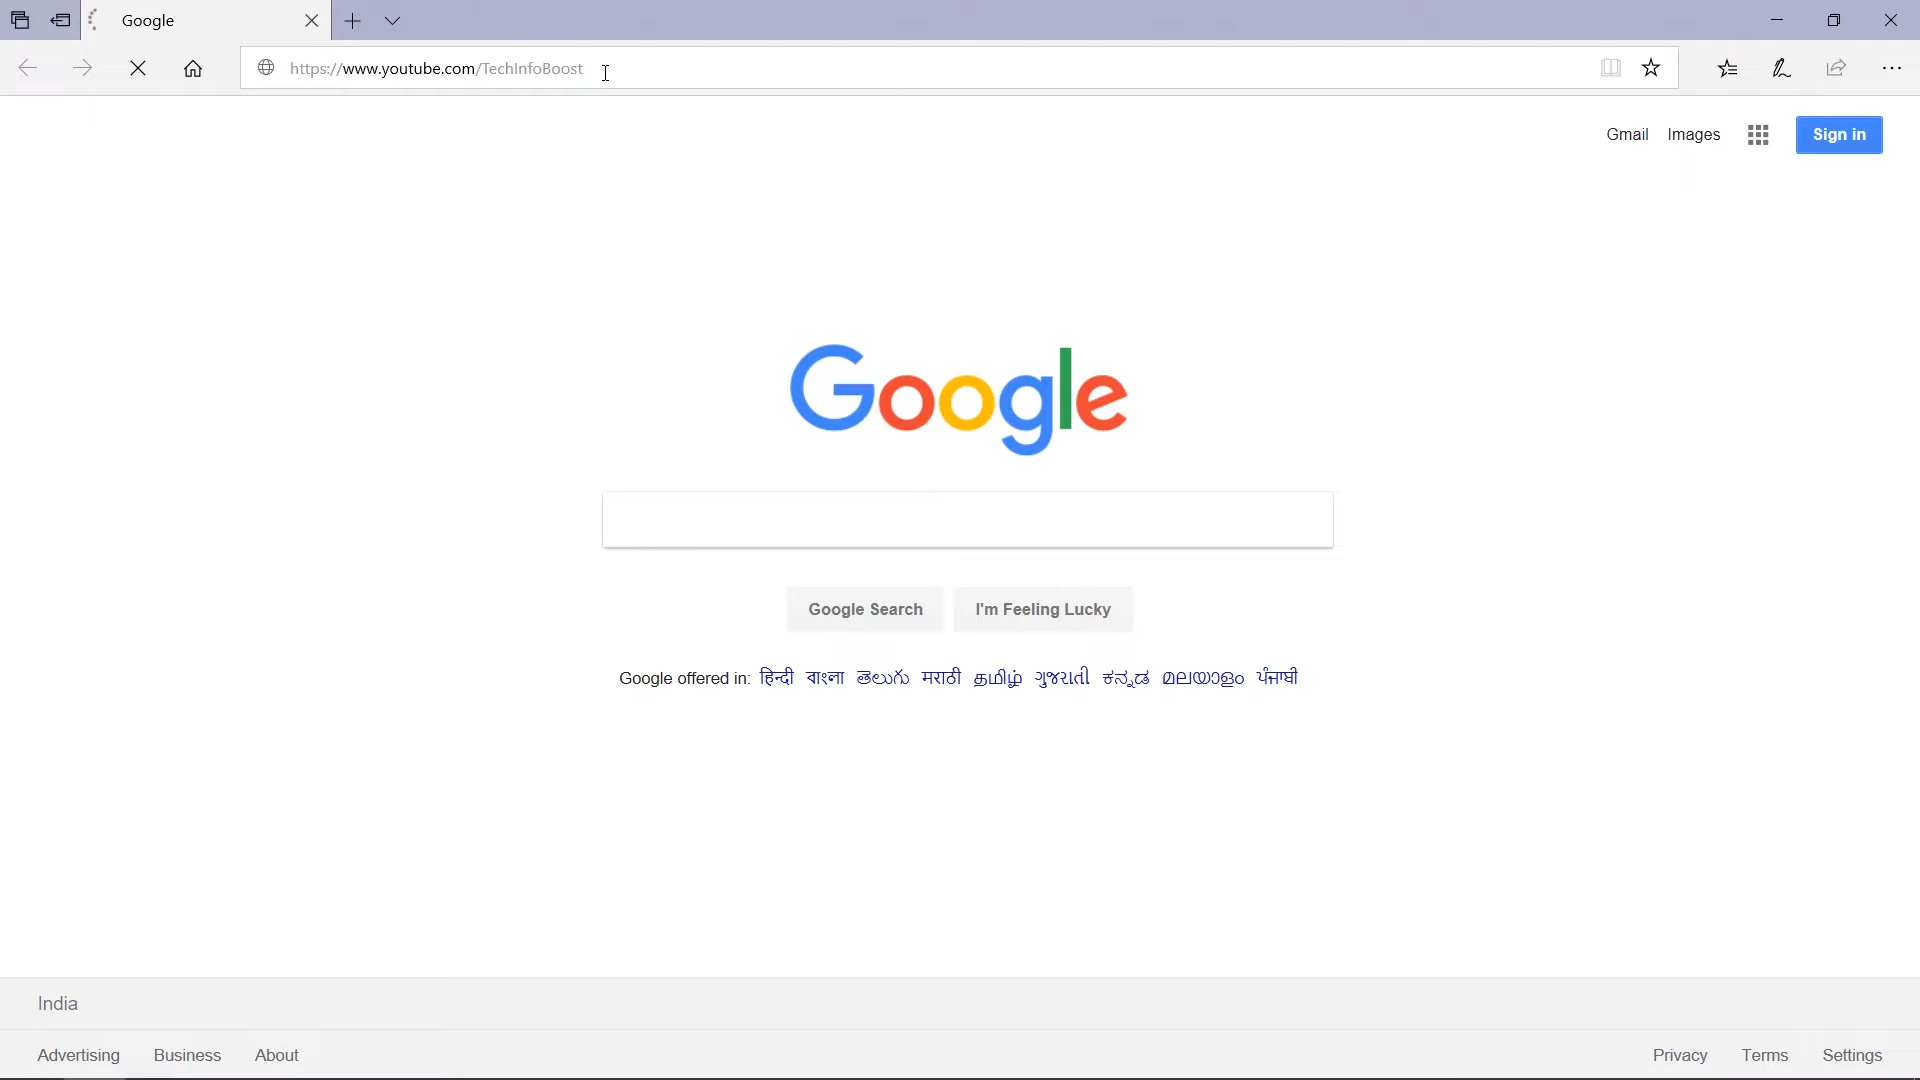 Google
https://www.youtube.com/TechInfoBoost
Gmail Images Sign in
Google
Google Search I'm Feeling Lucky
Google offered in: हिन्दी বাংলা తెలుగు मराठी தமிழ் ગુજરાતી ಕನ್ನಡ മലയാളം ਪੰਜਾਬੀ
India
Advertising Business About Privacy Terms Settings